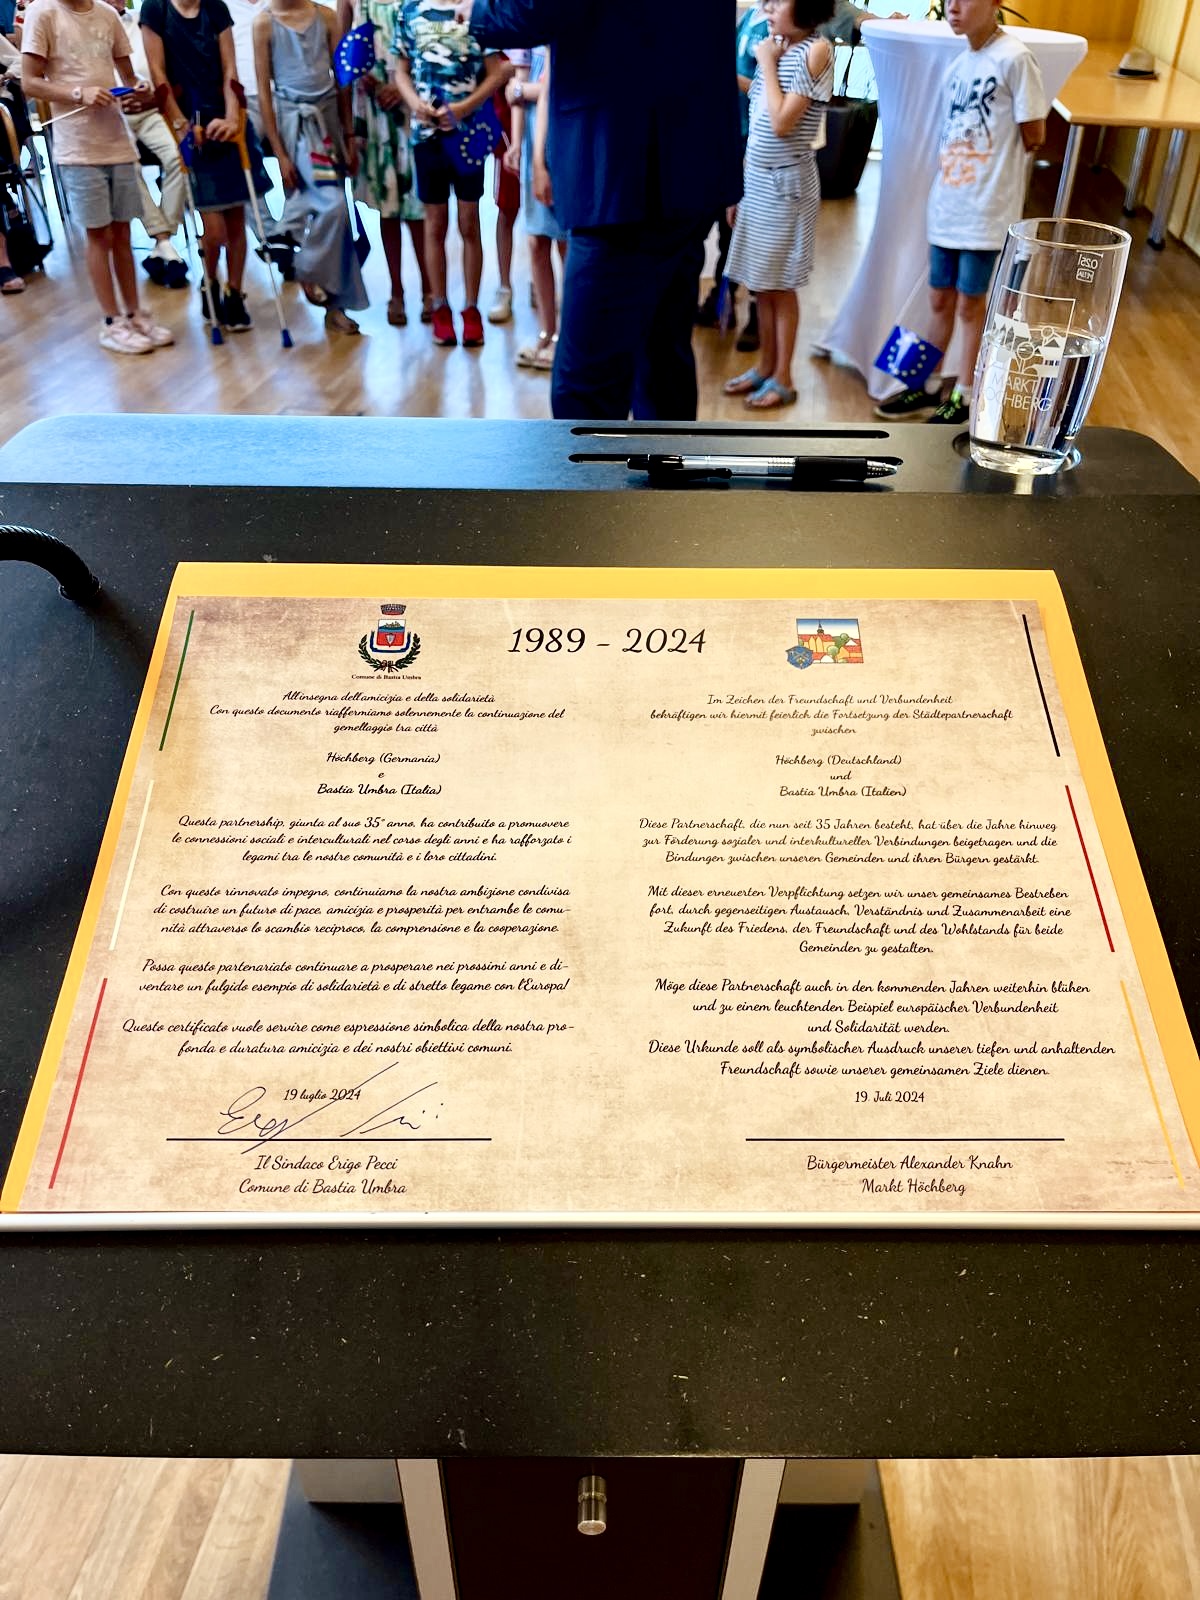 0,25l
MARKT
HÖCHBERG
1989 - 2024
Comune di Bastia Umbra
All'insegna dell'amicizia e della solidarietà
Con questo documento riaffermiamo solennemente la continuazione del
gemellaggio tra città
Höchberg (Germania)
e
Bastia Umbra (Italia)
Questa partnership, giunta al suo 35° anno, ha contribuito a promuovere
le connessioni sociali e interculturali nel corso degli anni e ha rafforzato i
legami tra le nostre comunità e i loro cittadini.
Con questo rinnovato impegno, continuiamo la nostra ambizione condivisa
di costruire un futuro di pace, amicizia e prosperità per entrambe le comu-
nità attraverso lo scambio reciproco, la comprensione e la cooperazione.
Possa questo partenariato continuare a prosperare nei prossimi anni e di-
ventare un fulgido esempio di solidarietà e di stretto legame con l'Europa!
Questo certificato vuole servire come espressione simbolica della nostra pro-
fonda e duratura amicizia e dei nostri obiettivi comuni.
19 luglio 2024
Il Sindaco Erigo Pecci
Comune di Bastia Umbra
Im Zeichen der Freundschaft und Verbundenheit
bekräftigen wir hiermit feierlich die Fortsetzung der Städtepartnerschaft
zwischen
Höchberg (Deutschland)
und
Bastia Umbra (Italien)
Diese Partnerschaft, die nun seit 35 Jahren besteht, hat über die Jahre hinweg
zur Förderung sozialer und interkultureller Verbindungen beigetragen und die
Bindungen zwischen unseren Gemeinden und ihren Bürgern gestärkt.
Mit dieser erneuerten Verpflichtung setzen wir unser gemeinsames Bestreben
fort, durch gegenseitigen Austausch, Verständnis und Zusammenarbeit eine
Zukunft des Friedens, der Freundschaft und des Wohlstands für beide
Gemeinden zu gestalten.
Möge diese Partnerschaft auch in den kommenden Jahren weiterhin blühen
und zu einem leuchtenden Beispiel europäischer Verbundenheit
und Solidarität werden.
Diese Urkunde soll als symbolischer Ausdruck unserer tiefen und anhaltenden
Freundschaft sowie unserer gemeinsamen Ziele dienen.
19. Juli 2024
Bürgermeister Alexander Knahn
Markt Höchberg